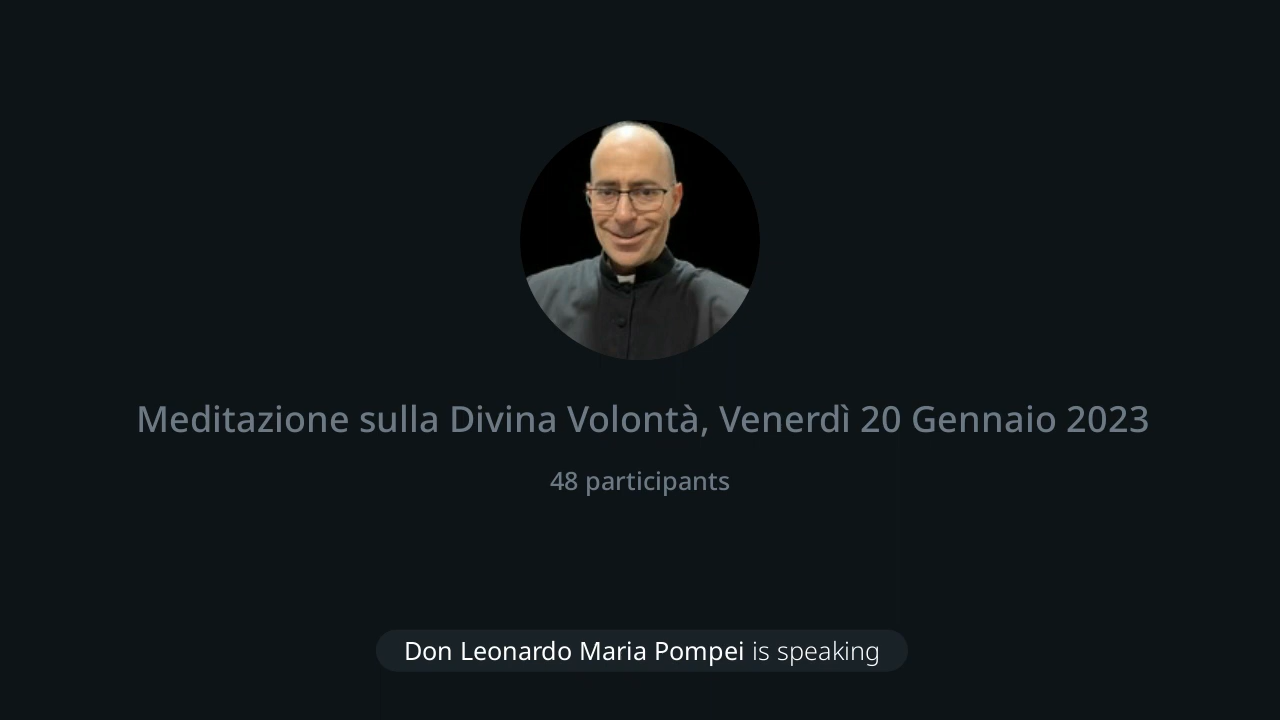 Meditazione sulla Divina Volontà, Venerdì 20 Gennaio 2023
48 participants
Don Leonardo Maria Pompei is speaking